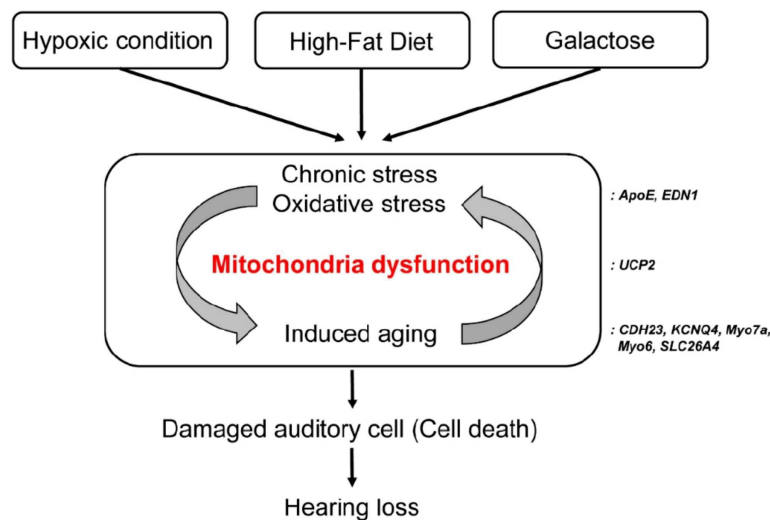 Hypoxic condition
High-Fat Diet
Galactose
Chronic stress
Oxidative stress
: ApoE, EDN1
Mitochondria dysfunction
: UCP2
Induced aging
: CDH23, KCNQ4, Myo7a,
Myo6, SLC26A4
Damaged auditory cell (Cell death)
Hearing loss